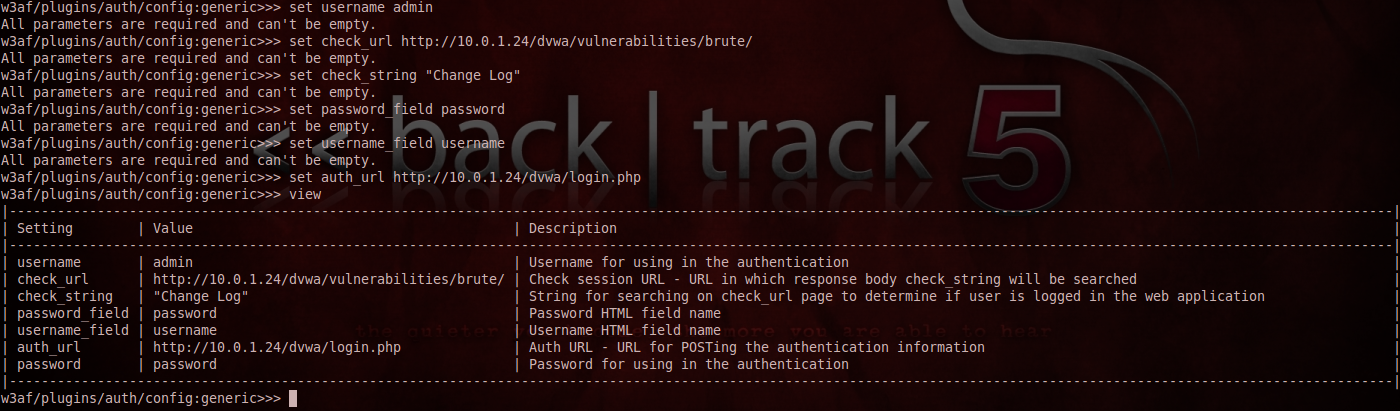 w3af/plugins/auth/config:generic>>> set username admin
All parameters are required and can't be empty.
w3af/plugins/auth/config:generic>>> set check_url http://10.0.1.24/dvwa/vulnerabilities/brute/
All parameters are required and can't be empty.
w3af/plugins/auth/config:generic>>> set check_string "Change Log"
All parameters are required and can't be empty.
w3af/plugins/auth/config:generic>>> set password_field password
All parameters are required and can't be empty.
w3af/plugins/auth/config:generic>>> set username_field username
All parameters are required and can't be empty.
w3af/plugins/auth/config:generic>>> set auth_url http://10.0.1.24/dvwa/login.php
w3af/plugins/auth/config:generic>>> view
| Setting | Value | Description |
| username | admin | Username for using in the authentication |
| check_url | http://10.0.1.24/dvwa/vulnerabilities/brute/ | Check session URL - URL in which response body check_string will be searched |
| check_string | "Change Log" | String for searching on check_url page to determine if user is logged in the web application |
| password_field | password | Password HTML field name |
| username_field | username | Username HTML field name |
| auth_url | http://10.0.1.24/dvwa/login.php | Auth URL - URL for POSTing the authentication information |
| password | password | Password for using in the authentication |
w3af/plugins/auth/config:generic>>>
<< back | track 5
the quieter you more you are able to hear